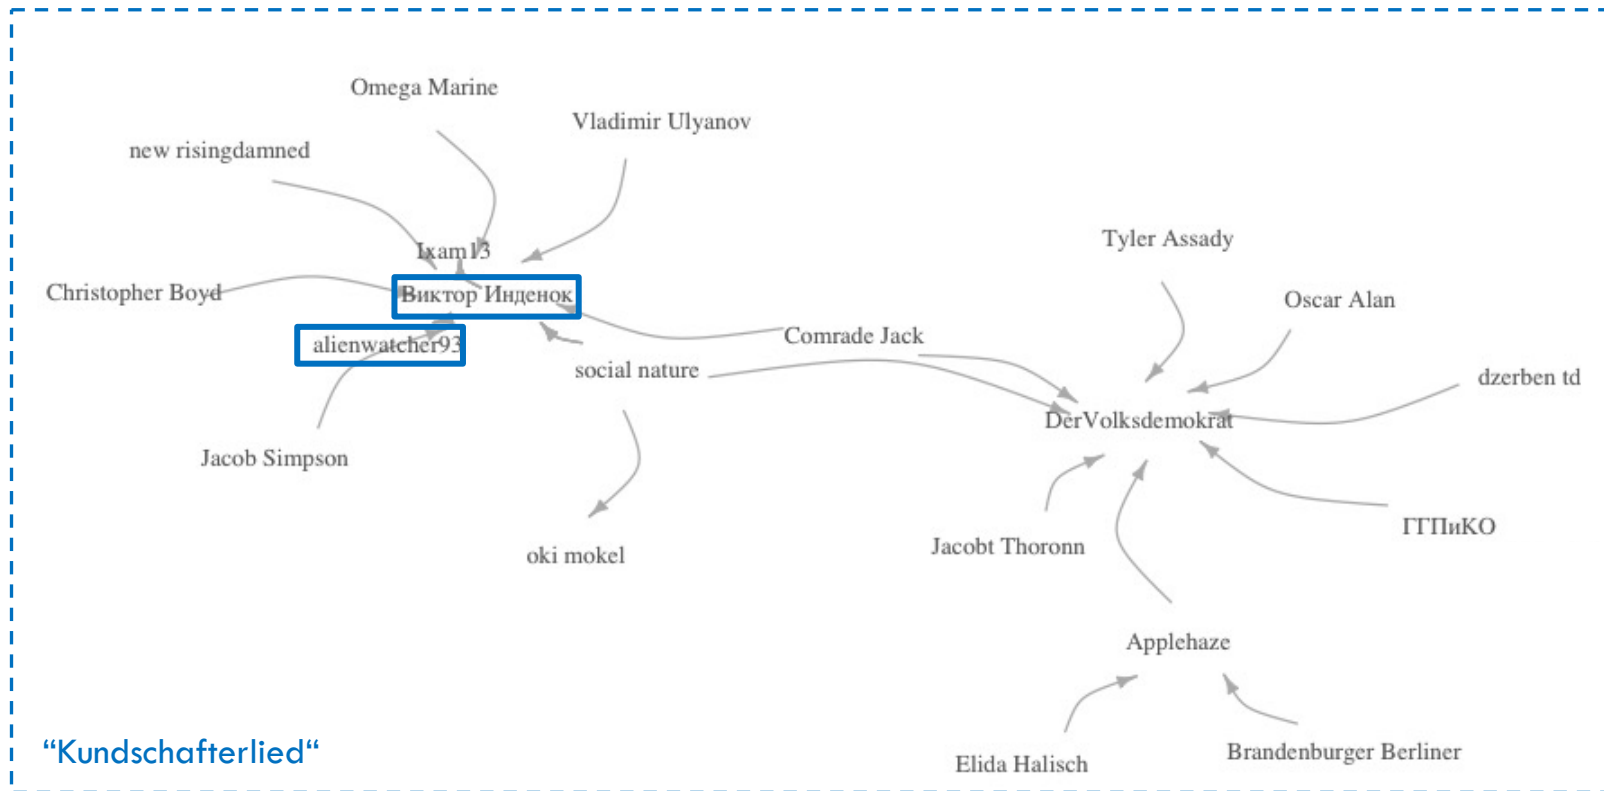 Omega Marine
Vladimir Ulyanov
new risingdamned
Tyler Assady
Ixam13
Christopher Boyd
Виктор Инденок
Oscar Alan
alienwatcher93
Comrade Jack
social nature
dzerben td
DerVolksdemokrat
Jacob Simpson
ГГПиКО
Jacobt Thoronn
oki mokel
Applehaze
“Kundschafterlied“
Brandenburger Berliner
Elida Halisch